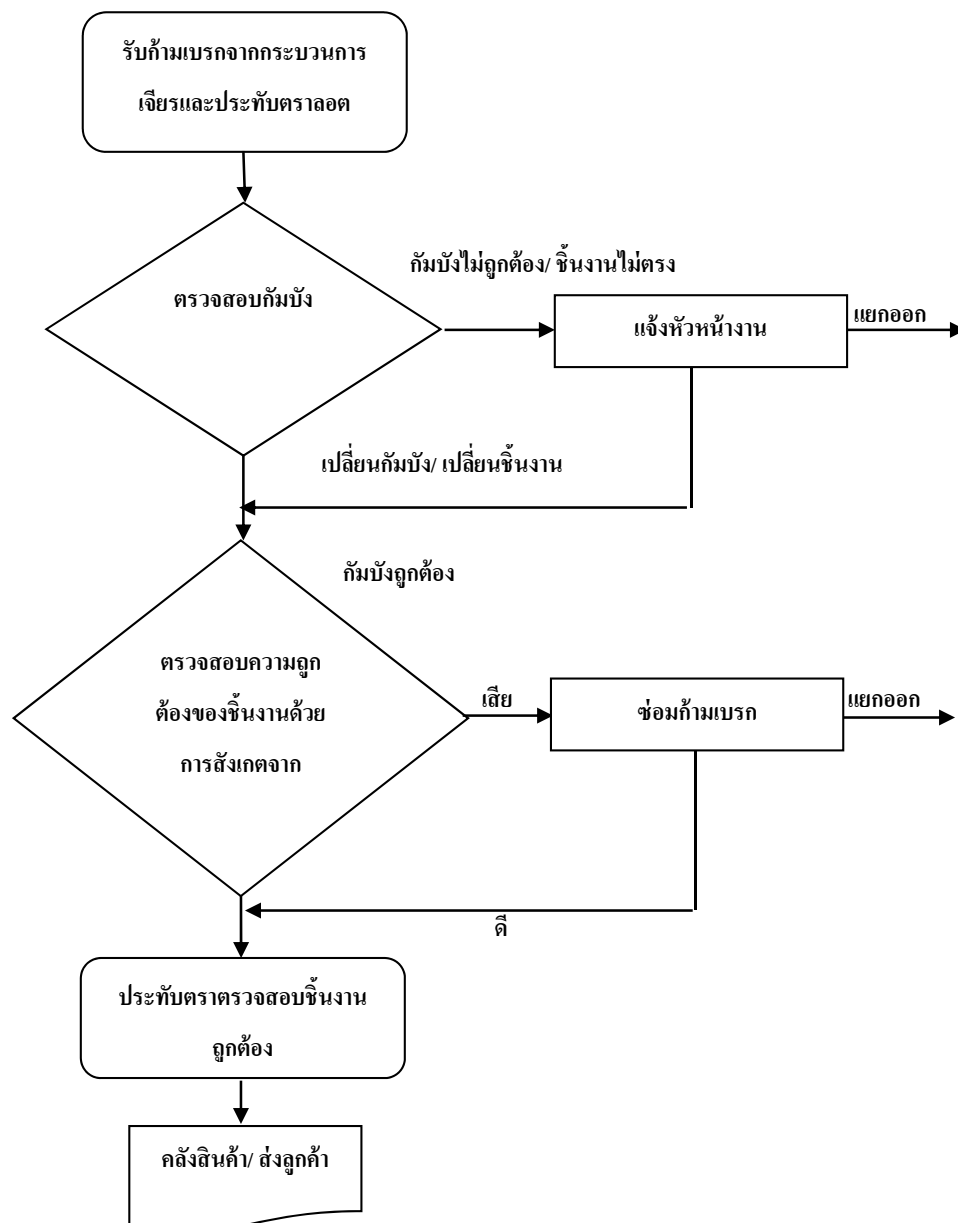 รับก้ามเบรกจากกระบวนการ
เจียรและประทับตราลอต
กัมบังไม่ถูกต้อง/ ชิ้นงานไม่ตรง
ตรวจสอบกัมบัง
แจ้งหัวหน้างาน
แยกออก
เปลี่ยนกัมบัง/ เปลี่ยนชิ้นงาน
กัมบังถูกต้อง
ตรวจสอบความถูก
ต้องของชิ้นงานด้วย
การสังเกตจาก
เสีย
ซ่อมก้ามเบรก
แยกออก
ดี
ประทับตราตรวจสอบชิ้นงาน
ถูกต้อง
คลังสินค้า/ ส่งลูกค้า